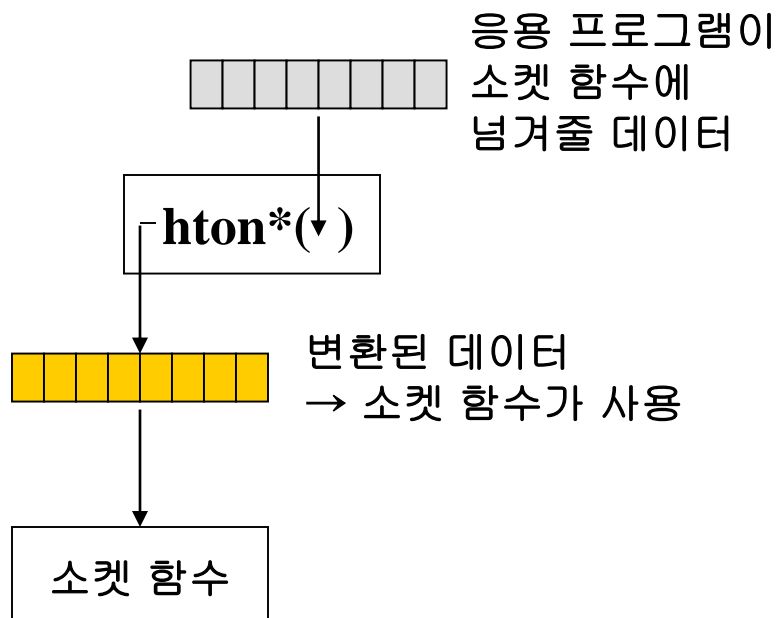 응용 프로그램이
소켓 함수에
넘겨줄 데이터
hton*( )
변환된 데이터
→ 소켓 함수가 사용
소켓 함수